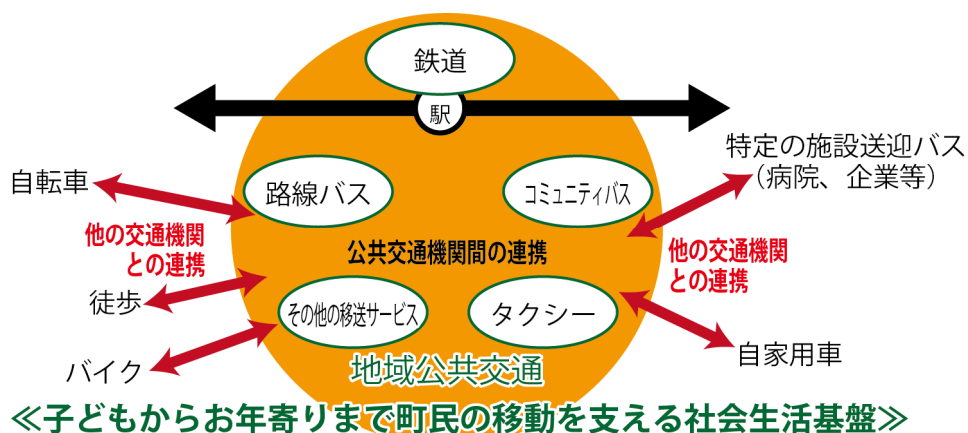 鉄道
駅
特定の施設送迎バス
（病院、企業等）
自転車
路線バス
コミュニティバス
他の交通機関
との連携
公共交通機関間の連携
他の交通機関
との連携
徒歩
その他の移送サービス
タクシー
バイク
自家用車
地域公共交通
≪子どもからお年寄りまで町民の移動を支える社会生活基盤≫